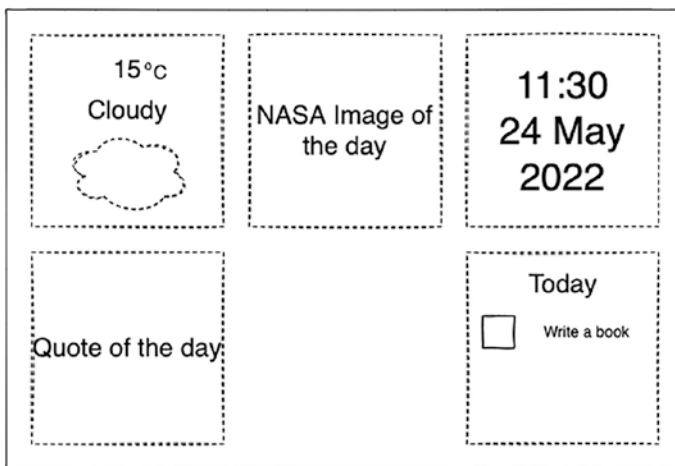 15°C
Cloudy
NASA Image of
the day
11:30
24 May
2022
Quote of the day
Today
Write a book